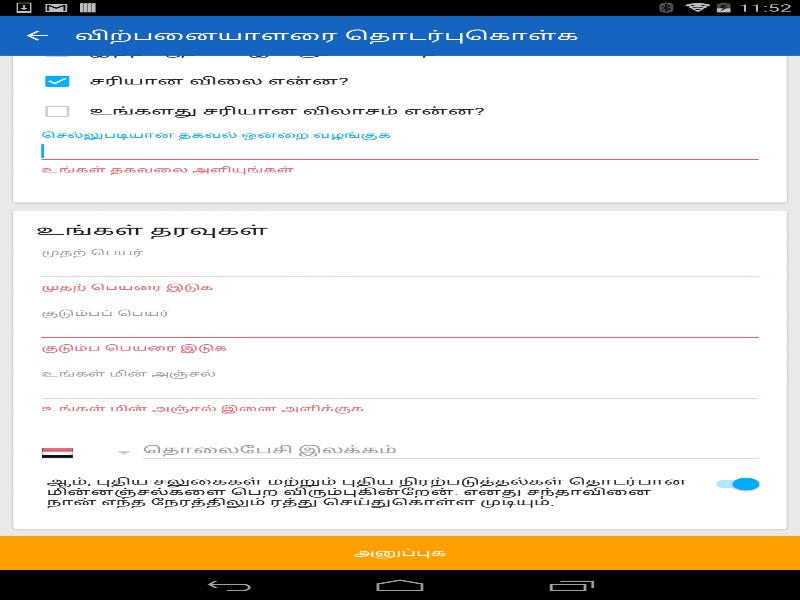 11:52
விற்பனையாளரை தொடர்புகொள்க
சரியான விலை என்ன?
உங்களது சரியான விலாசம் என்ன?
செல்லுபடியான தகவல் ஒன்றை வழங்குக
உங்கள் தகவலை அளியுங்கள்
உங்கள் தரவுகள்
முதற் பெயர்
முதற் பெயரை இடுக
குடும்பப் பெயர்
குடும்ப பெயரை இடுக
உங்கள் மின் அஞ்சல்
உங்கள் மின் அஞ்சல் இனை அளிக்குக
தொலைபேசி இலக்கம்
ஆம், புதிய சலுகைகள் மற்றும் புதிய நிரற்படுத்தல்கள் தொடர்பான
மின்னஞ்சல்களை பெற விரும்புகின்றேன். எனது சந்தாவினை
நான் எந்த நேரத்திலும் ரத்து செய்துகொள்ள முடியும்.
அனுப்புக